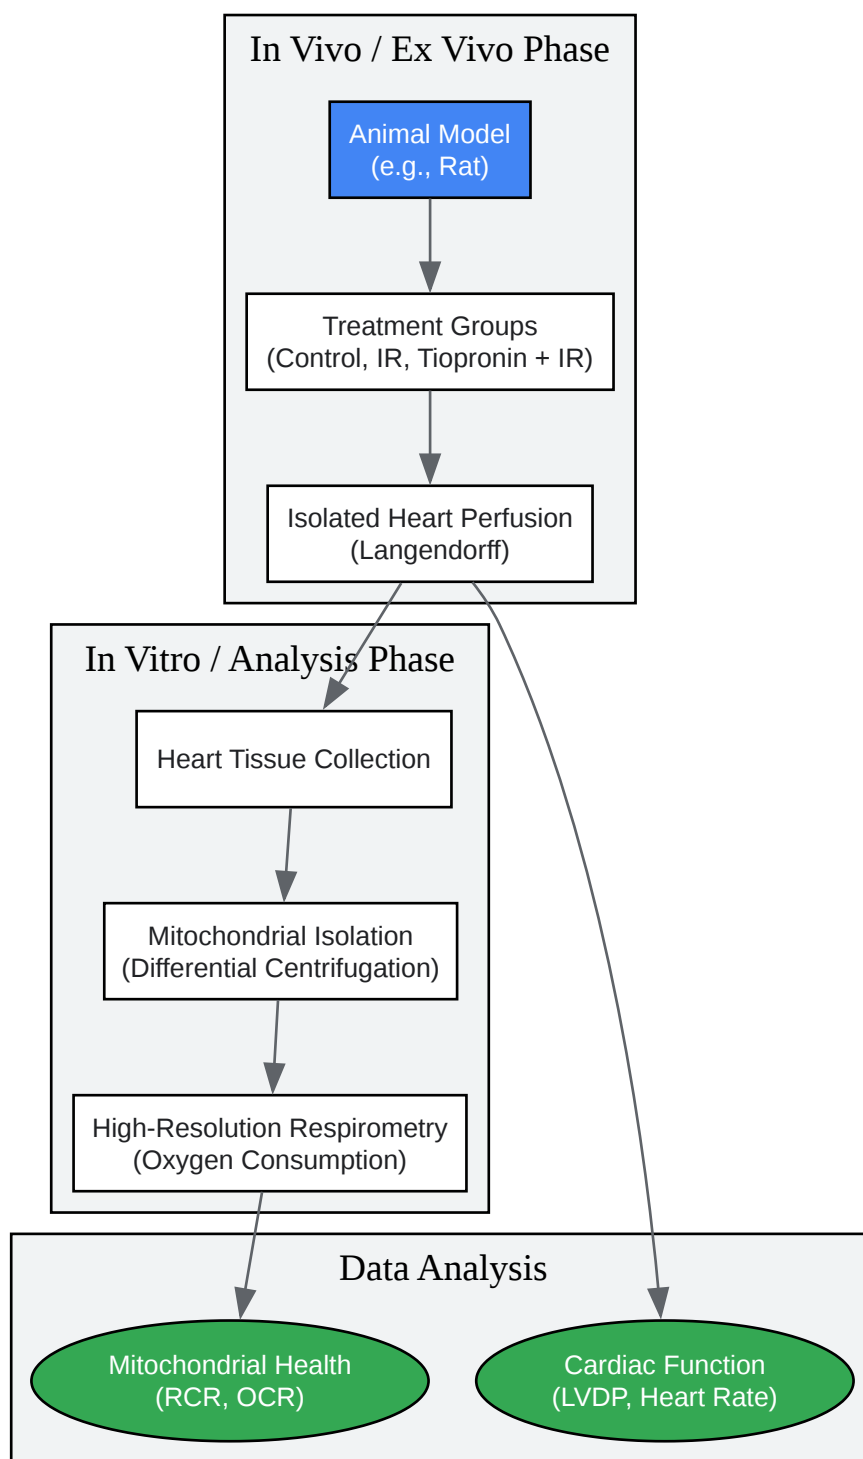 In Vivo / Ex Vivo Phase
Animal Model
(e.g., Rat)
Treatment Groups
(Control, IR, Tiopronin + IR)
Isolated Heart Perfusion
(Langendorff)
In Vitro / Analysis Phase
Heart Tissue Collection
Mitochondrial Isolation
(Differential Centrifugation)
High-Resolution Respirometry
(Oxygen Consumption)
Data Analysis
Mitochondrial Health
(RCR, OCR)
Cardiac Function
(LVDP, Heart Rate)